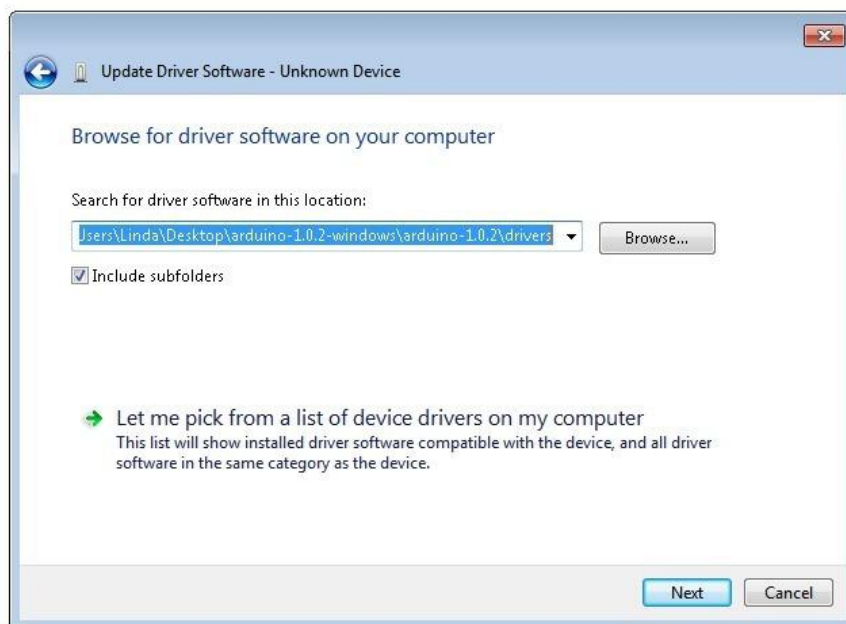 Update Driver Software - Unknown Device
Browse for driver software on your computer
Search for driver software in this location:
Users\Linda\Desktop\arduino-1.0.2-windows\arduino-1.0.2\drivers
Browse...
Include subfolders
Let me pick from a list of device drivers on my computer
This list will show installed driver software compatible with the device, and all driver
software in the same category as the device.
Next
Cancel